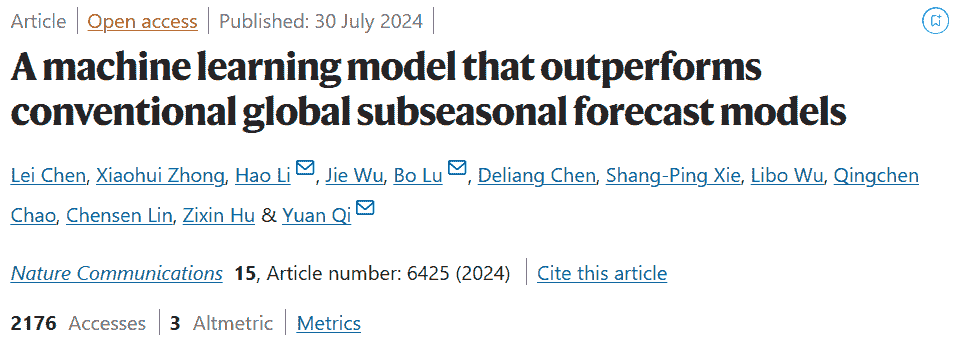 Article | Open access | Published: 30 July 2024 |
A machine learning model that outperforms
conventional global subseasonal forecast models
Lei Chen, Xiaohui Zhong, Hao Li, Jie Wu, Bo Lu, Deliang Chen, Shang-Ping Xie, Libo Wu, Qingchen
Chao, Chensen Lin, Zixin Hu & Yuan Qi
Nature Communications 15, Article number: 6425 (2024) | Cite this article
2176 Accesses | 3 Altmetric | Metrics